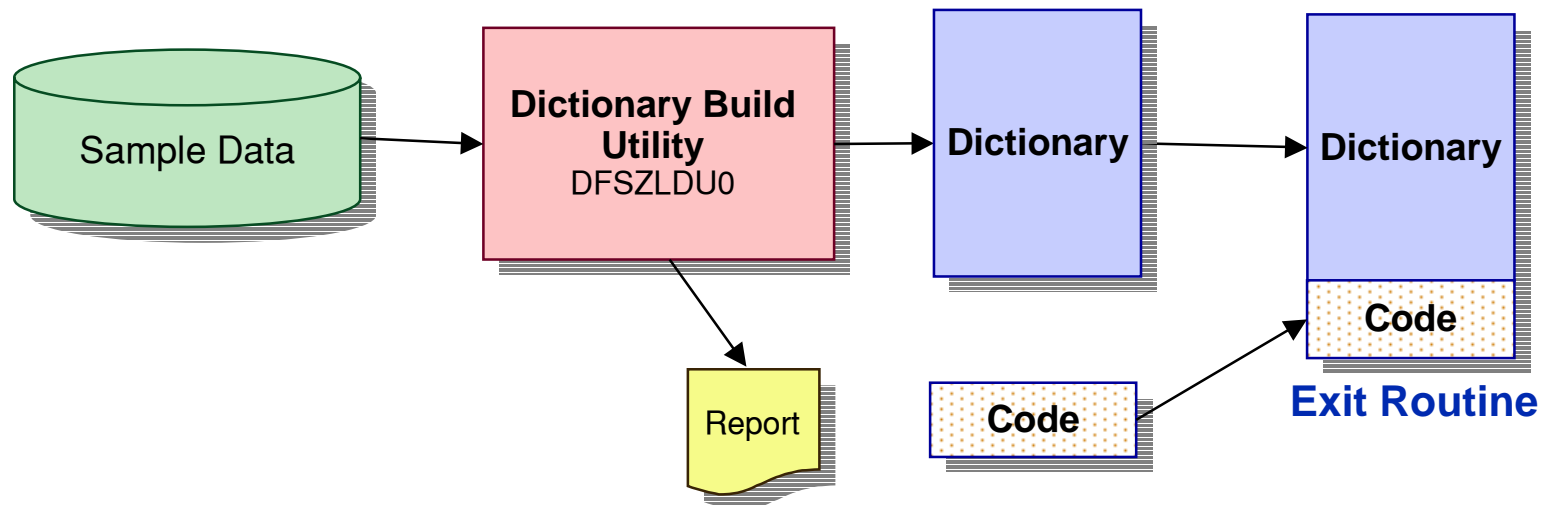 Sample Data
Dictionary Build
Utility
DFSZLDU0
Dictionary
Dictionary
Code
Exit Routine
Report
Code